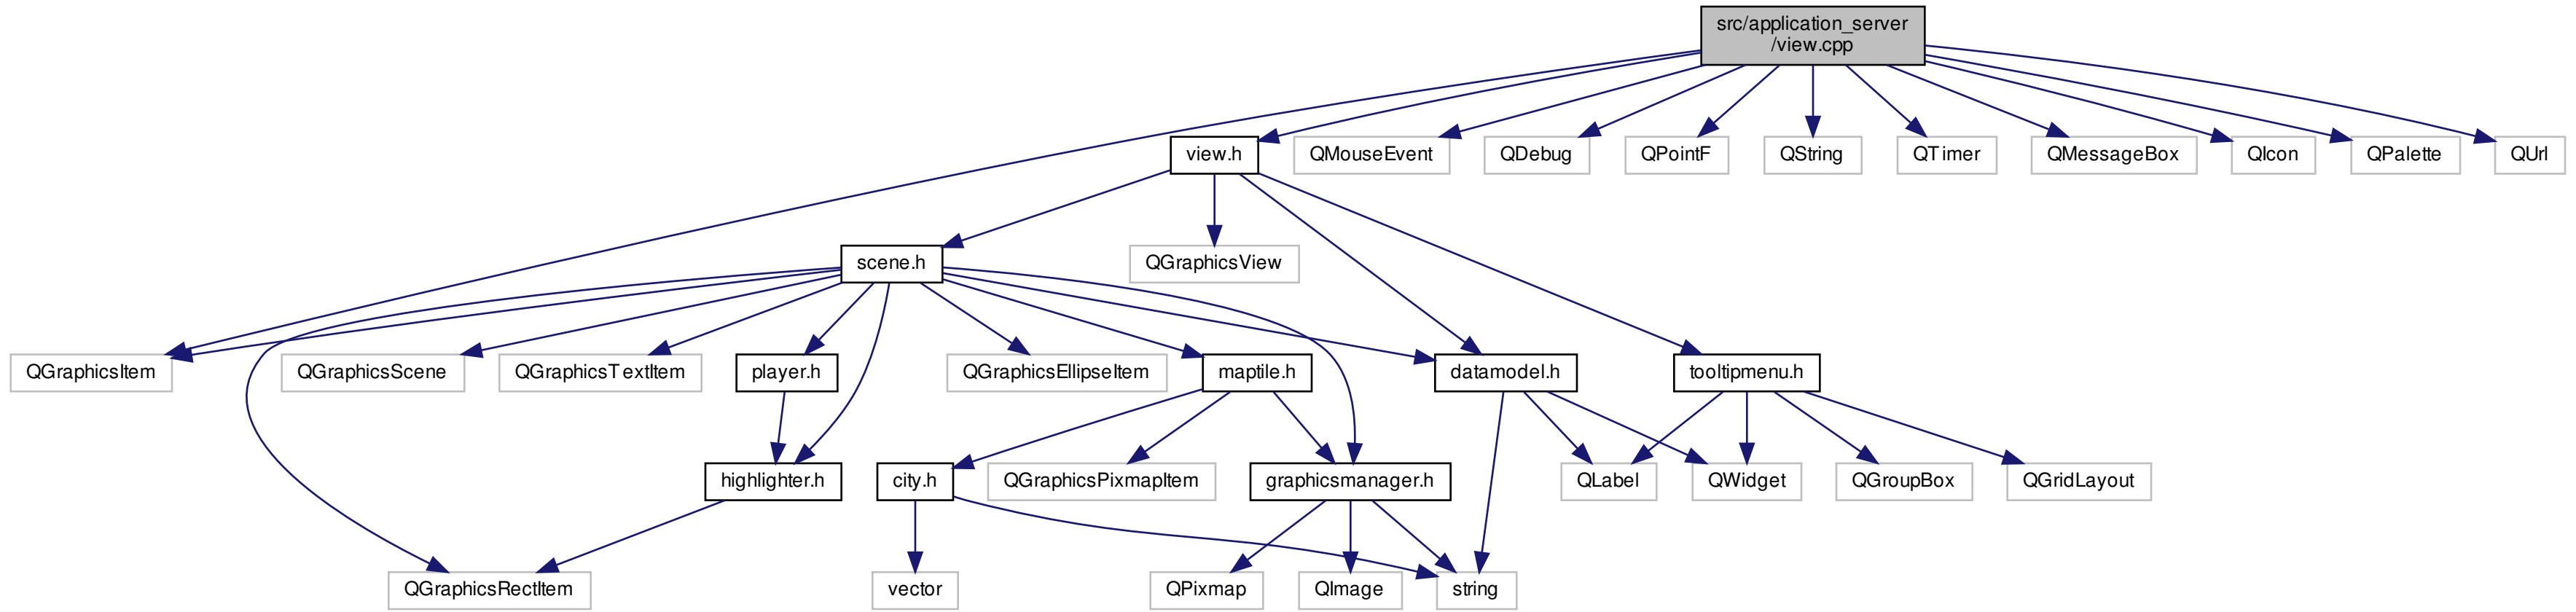 src/application_server
/view.cpp
view.h
QMouseEvent
QDebug
QPointF
QString
QTimer
QMessageBox
QIcon
QPalette
QUrl
scene.h
QGraphicsView
QGraphicsItem
QGraphicsScene
QGraphicsTextItem
player.h
QGraphicsEllipseItem
maptile.h
datamodel.h
tooltipmenu.h
highlighter.h
city.h
QGraphicsPixmapItem
graphicsmanager.h
QLabel
QWidget
QGroupBox
QGridLayout
QGraphicsRectItem
vector
QPixmap
QImage
string